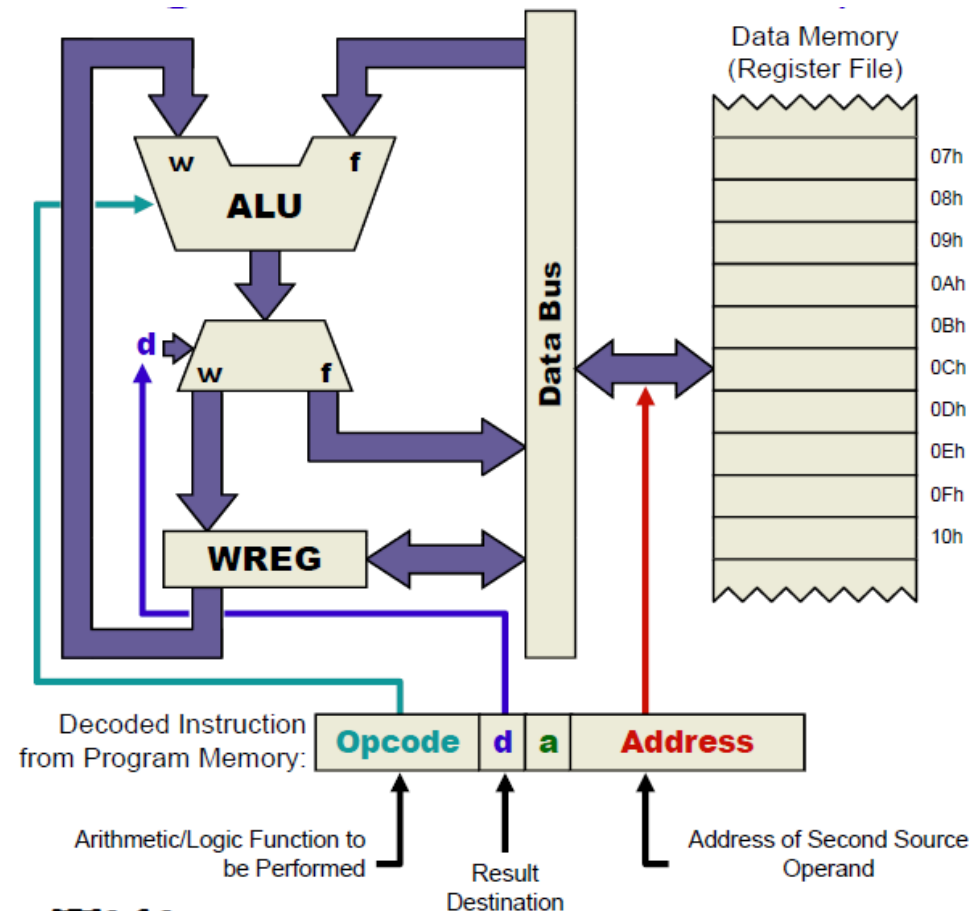 Data Memory
(Register File)
w
f
ALU
07h
08h
09h
0Ah
0Bh
0Ch
0Dh
0Eh
0Fh
10h
d
w
f
Data Bus
WREG
Decoded Instruction
from Program Memory:
Opcode
d
a
Address
Arithmetic/Logic Function to
be Performed
Result
Destination
Address of Second Source
Operand